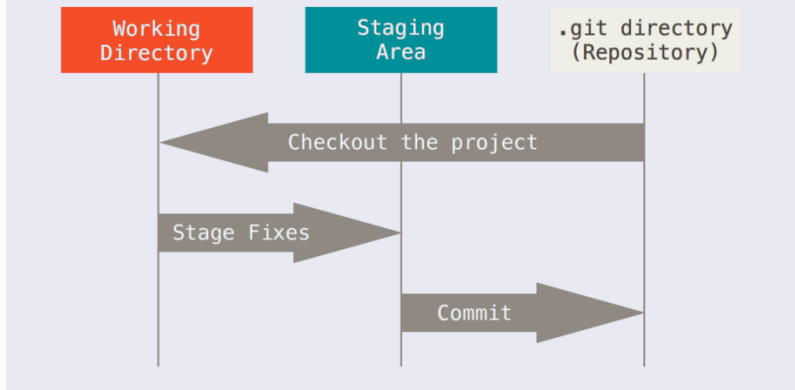 Working
Directory
Staging
Area
.git directory
(Repository)
Checkout the project
Stage Fixes
Commit